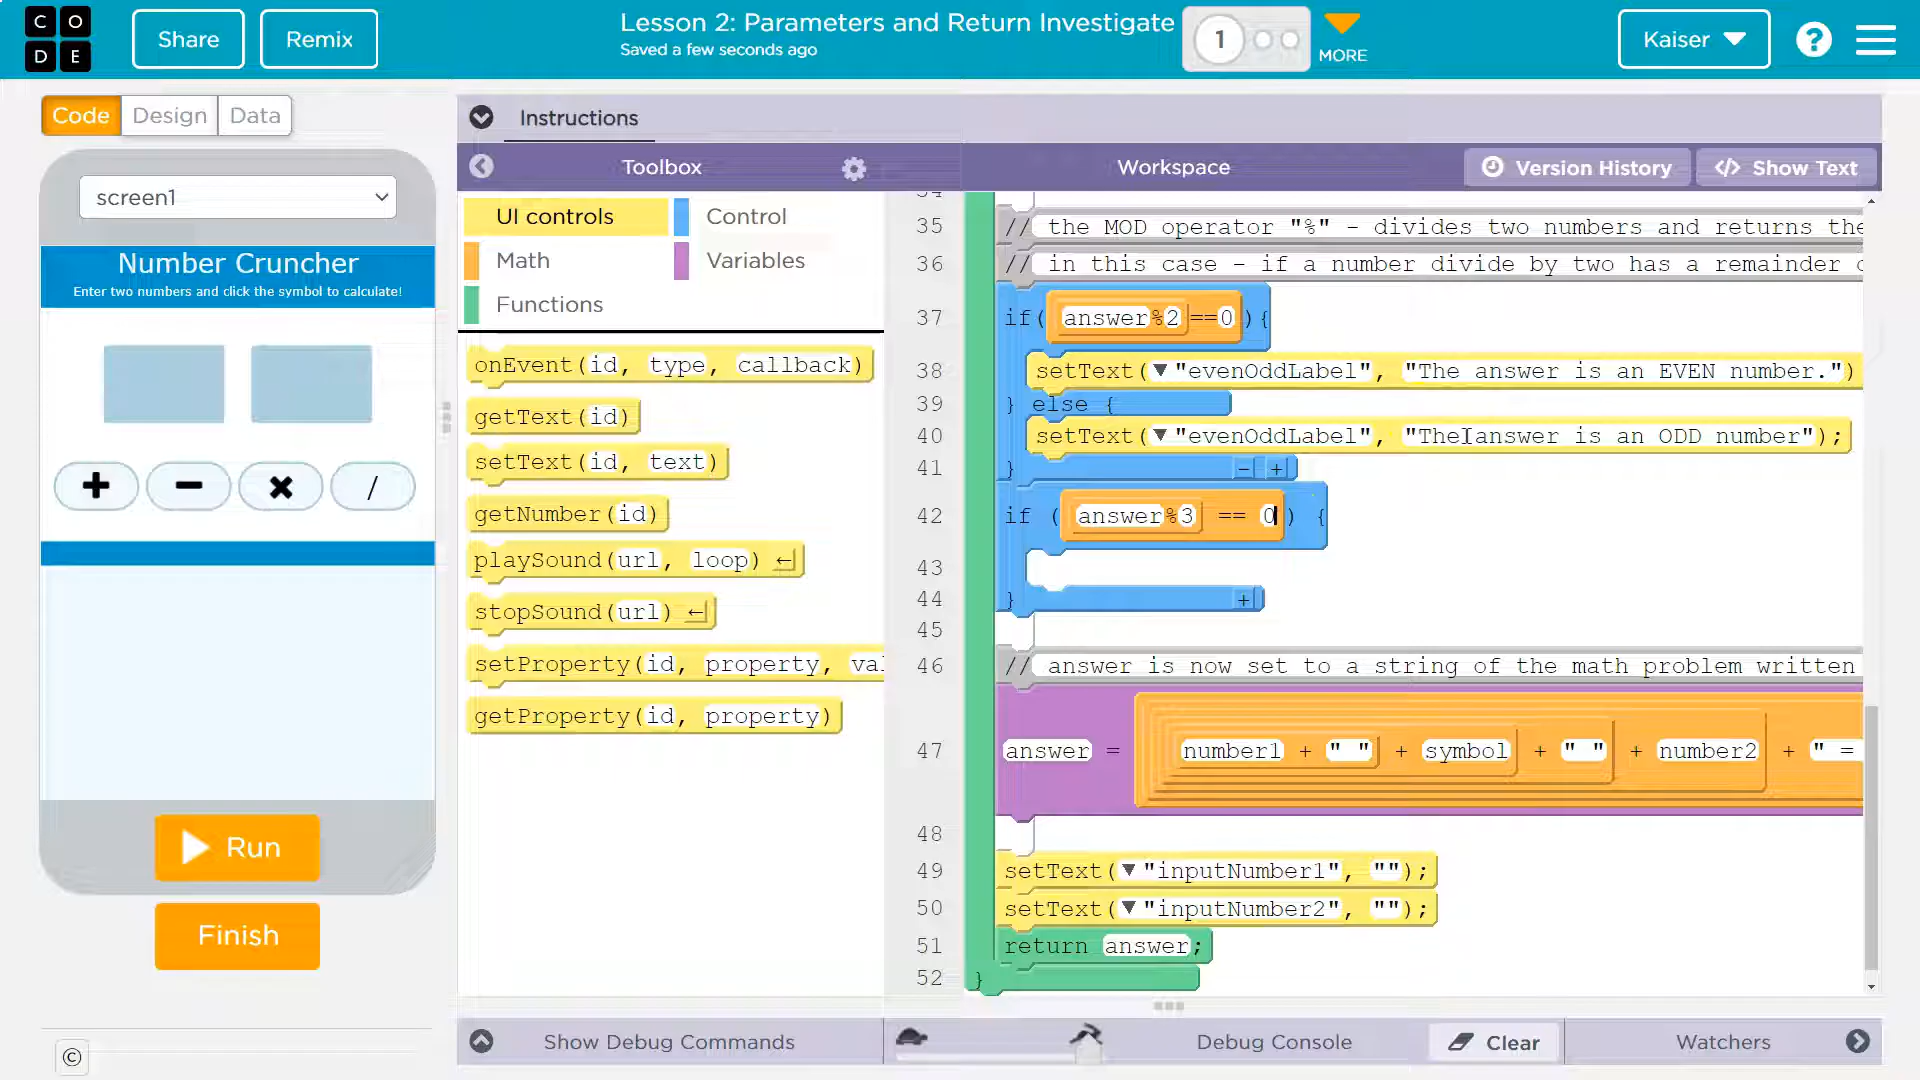 CODE
Share
Remix
Lesson 2: Parameters and Return Investigate
Saved a few seconds ago
1
MORE
Kaiser
?
Code
Design
Data
Instructions
Toolbox
Workspace
Version History
</> Show Text
screen1
Number Cruncher
Enter two numbers and click the symbol to calculate!
+
-
x
/
Run
Finish
©
UI controls
Control
Math
Variables
Functions
onEvent(id, type, callback)
getText(id)
setText(id, text)
getNumber(id)
playSound(url, loop) ←
stopSound(url) ←
setProperty(id, property, val
getProperty(id, property)
34
35 // the MOD operator "%" - divides two numbers and returns the
36 // in this case - if a number divide by two has a remainder
37 if( answer%2 ==0 ){
38 setText(▼"evenOddLabel", "The answer is an EVEN number.")
39 } else {
40 setText(▼"evenOddLabel", "The answer is an ODD number");
41 } - +
42 if ( answer%3 == 0) {
43
44 } +
45
46 // answer is now set to a string of the math problem written
47 answer = number1 + " " + symbol + " " + number2 + " =
48
49 setText(▼"inputNumber1", "");
50 setText(▼"inputNumber2", "");
51 return answer;
52 }
Show Debug Commands
Debug Console
Clear
Watchers